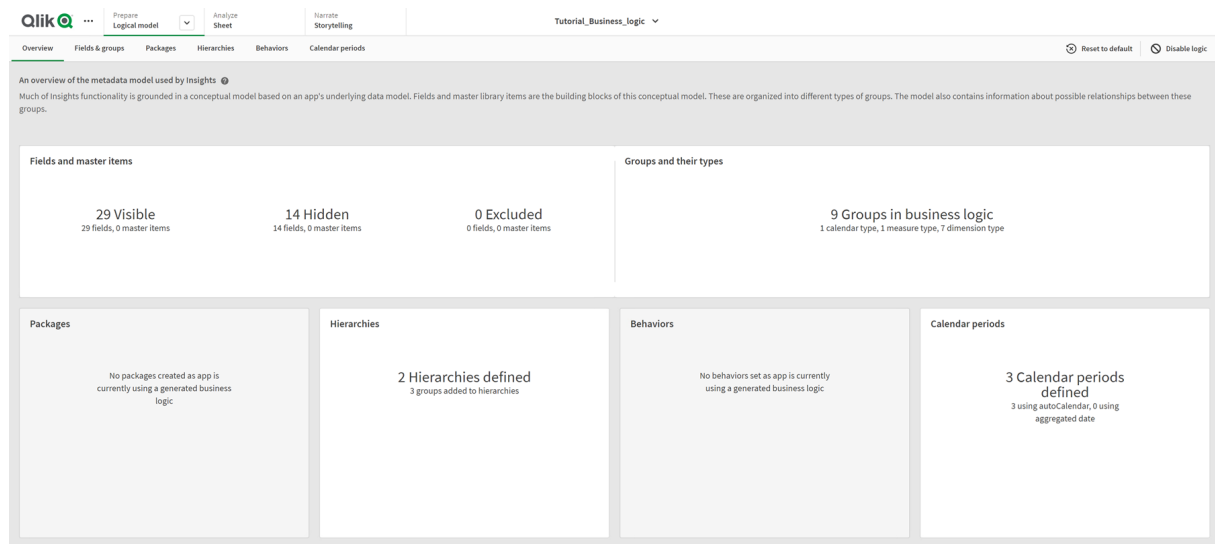 Qlik
Prepare
Logical model
Analyze
Sheet
Narrate
Storytelling
Tutorial_Business_logic
Overview
Fields & groups
Packages
Hierarchies
Behaviors
Calendar periods
Reset to default
Disable logic
An overview of the metadata model used by Insights
Much of Insights functionality is grounded in a conceptual model based on an app's underlying data model. Fields and master library items are the building blocks of this conceptual model. These are organized into different types of groups. The model also contains information about possible relationships between these
groups.
Fields and master items
29 Visible
29 fields, 0 master items
14 Hidden
14 fields, 0 master items
0 Excluded
0 fields, 0 master items
Groups and their types
9 Groups in business logic
1 calendar type, 1 measure type, 7 dimension type
Packages
No packages created as app is
currently using a generated business
logic
Hierarchies
2 Hierarchies defined
3 groups added to hierarchies
Behaviors
No behaviors set as app is currently
using a generated business logic
Calendar periods
3 Calendar periods
defined
3 using autoCalendar, 0 using
aggregated date